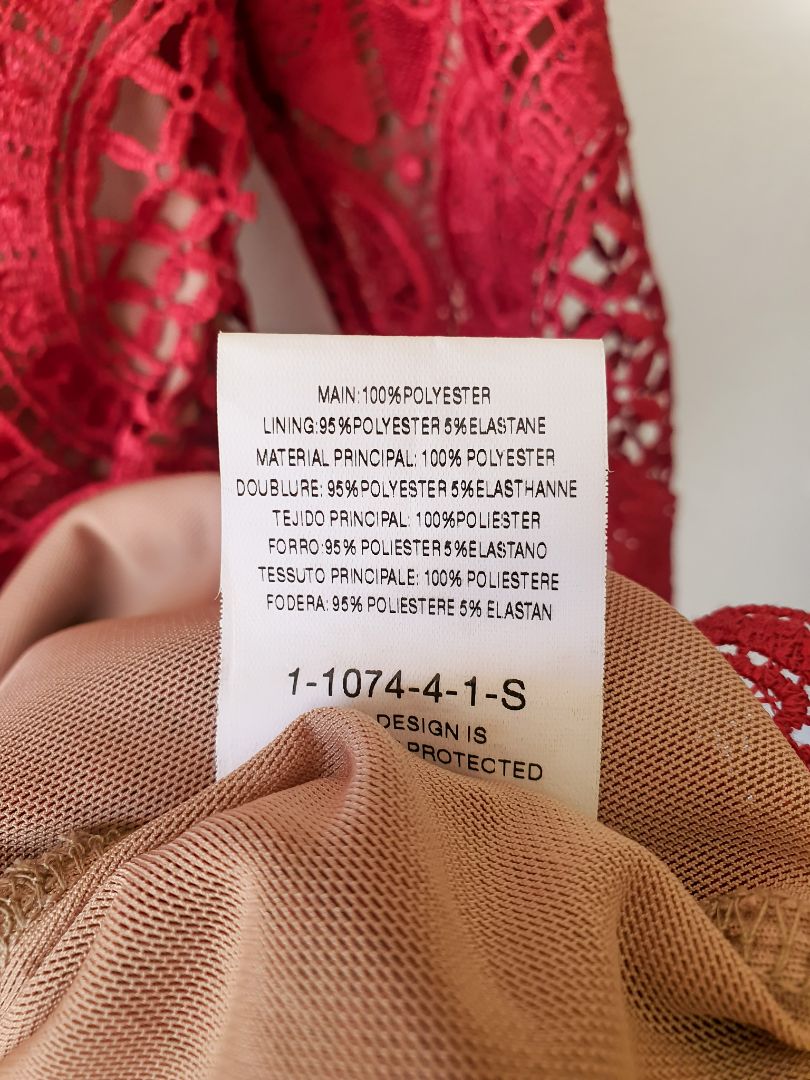 MAIN:100%POLYESTER
LINING:95%POLYESTER 5%ELASTANE
MATERIAL PRINCIPAL: 100% POLYESTER
DOUBLURE: 95%POLYESTER 5%ELASTHANNE
TEJIDO PRINCIPAL: 100%POLIESTER
FORRO:95% POLIESTER 5%ELASTANO
TESSUTO PRINCIPALE: 100% POLIESTERE
FODERA: 95% POLIESTERE 5% ELASTAN
1-1074-4-1-S
DESIGN IS
PROTECTED